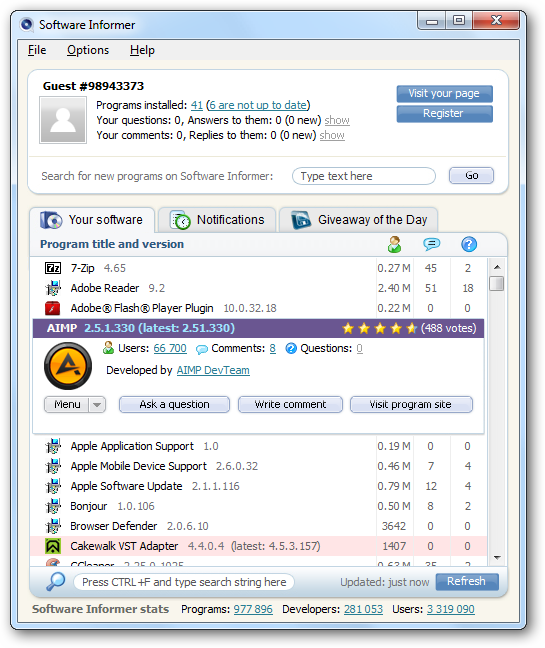 Software Informer
File Options Help
Guest #98943373
Programs installed: 41 (6 are not up to date)
Your questions: 0, Answers to them: 0 (0 new) show
Your comments: 0, Replies to them: 0 (0 new) show
Visit your page
Register
Search for new programs on Software Informer: Type text here Go
Your software Notifications Giveaway of the Day
Program title and version
7-Zip 4.65 0.27 M 45 2
Adobe Reader 9.2 2.40 M 51 18
Adobe® Flash® Player Plugin 10.0.32.18 0.22 M 0 0
AIMP 2.5.1.330 (latest: 2.51.330) (488 votes)
Users: 66 700 Comments: 8 Questions: 0
Developed by AIMP DevTeam
Menu Ask a question Write comment Visit program site
Apple Application Support 1.0 0.19 M 0 0
Apple Mobile Device Support 2.6.0.32 0.46 M 7 4
Apple Software Update 2.1.1.116 0.79 M 12 4
Bonjour 1.0.106 0.50 M 8 2
Browser Defender 2.0.6.10 3642 0 0
Cakewalk VST Adapter 4.4.0.4 (latest: 4.5.3.157) 1407 0 0
CCleaner 2.25.0.1025 0.63 M 35 2
Press CTRL+F and type search string here Updated: just now Refresh
Software Informer stats Programs: 977 896 Developers: 281 053 Users: 3 319 090